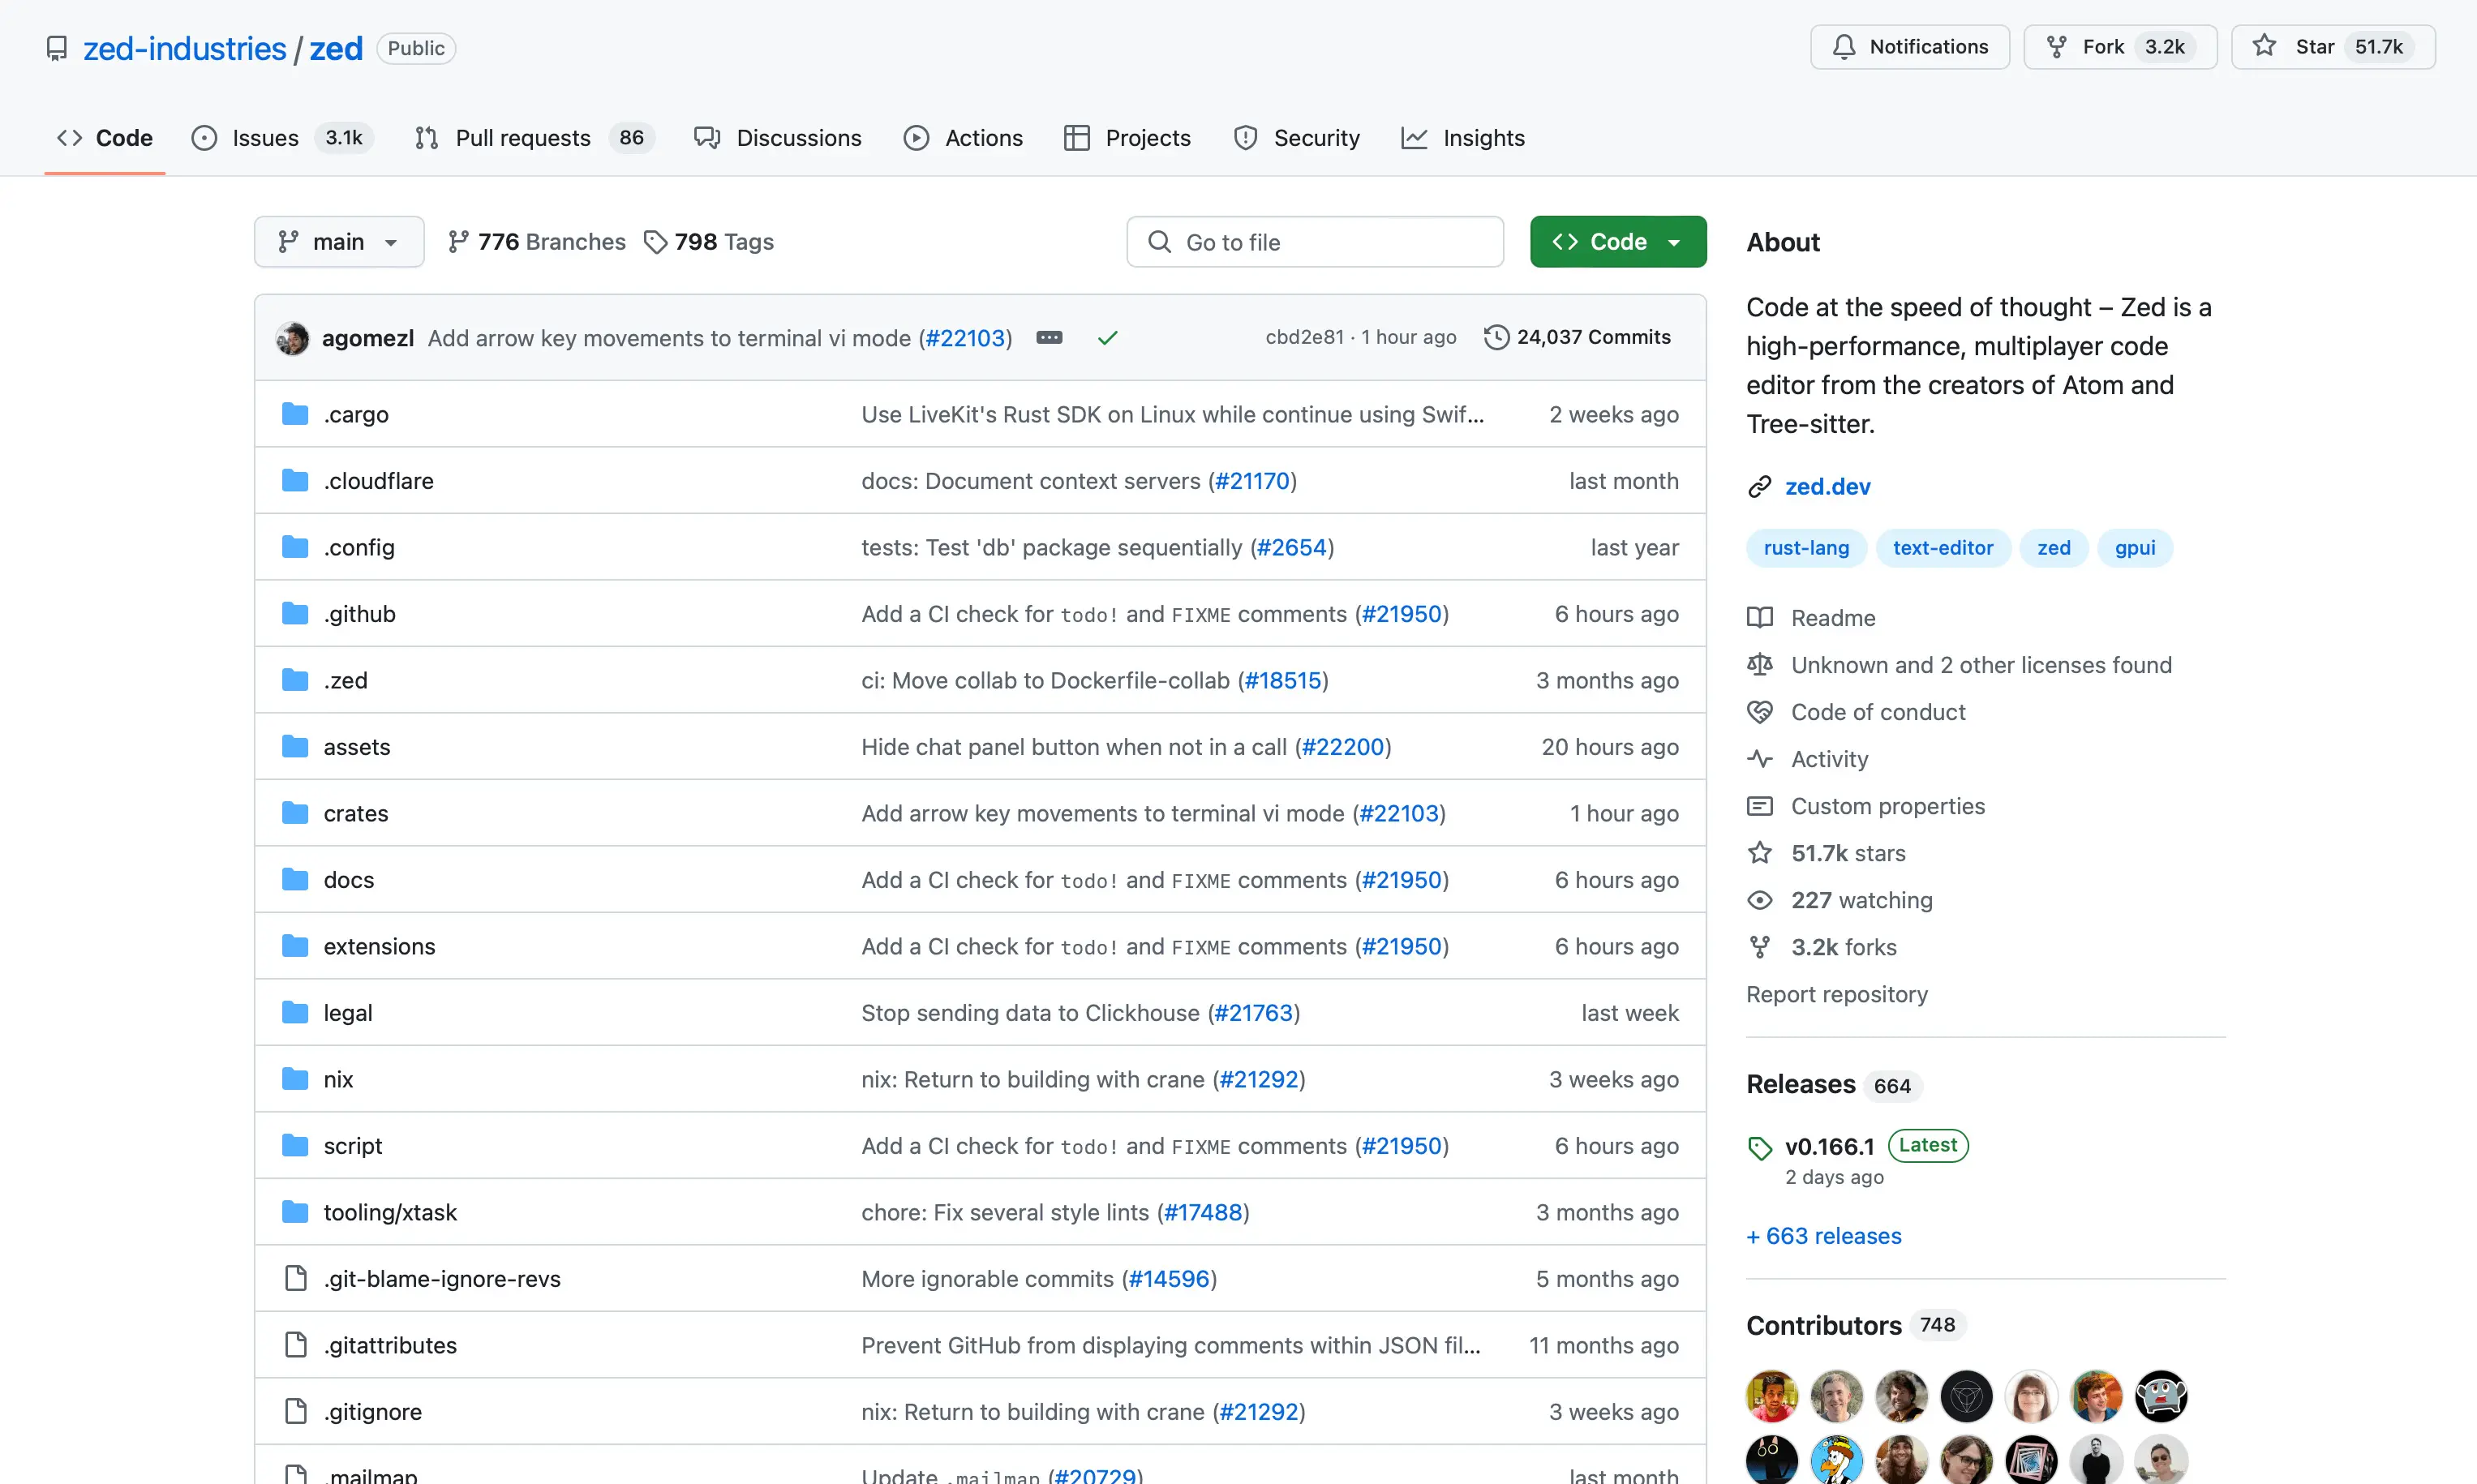 zed-industries / zed Public
Notifications Fork 3.2k Star 51.7k
Code Issues 3.1k Pull requests 86 Discussions Actions Projects Security Insights
main 776 Branches 798 Tags Go to file Code
agomezl Add arrow key movements to terminal vi mode (#22103) cbd2e81 · 1 hour ago 24,037 Commits
.cargo Use LiveKit's Rust SDK on Linux while continue using Swif... 2 weeks ago
.cloudflare docs: Document context servers (#21170) last month
.config tests: Test 'db' package sequentially (#2654) last year
.github Add a CI check for todo! and FIXME comments (#21950) 6 hours ago
.zed ci: Move collab to Dockerfile-collab (#18515) 3 months ago
assets Hide chat panel button when not in a call (#22200) 20 hours ago
crates Add arrow key movements to terminal vi mode (#22103) 1 hour ago
docs Add a CI check for todo! and FIXME comments (#21950) 6 hours ago
extensions Add a CI check for todo! and FIXME comments (#21950) 6 hours ago
legal Stop sending data to Clickhouse (#21763) last week
nix nix: Return to building with crane (#21292) 3 weeks ago
script Add a CI check for todo! and FIXME comments (#21950) 6 hours ago
tooling/xtask chore: Fix several style lints (#17488) 3 months ago
.git-blame-ignore-revs More ignorable commits (#14596) 5 months ago
.gitattributes Prevent GitHub from displaying comments within JSON fil... 11 months ago
.gitignore nix: Return to building with crane (#21292) 3 weeks ago
.mailmap Update .mailmap (#20729) last month
About
Code at the speed of thought – Zed is a
high-performance, multiplayer code
editor from the creators of Atom and
Tree-sitter.
zed.dev
rust-lang text-editor zed gpui
Readme
Unknown and 2 other licenses found
Code of conduct
Activity
Custom properties
51.7k stars
227 watching
3.2k forks
Report repository
Releases 664
v0.166.1 Latest
2 days ago
+ 663 releases
Contributors 748